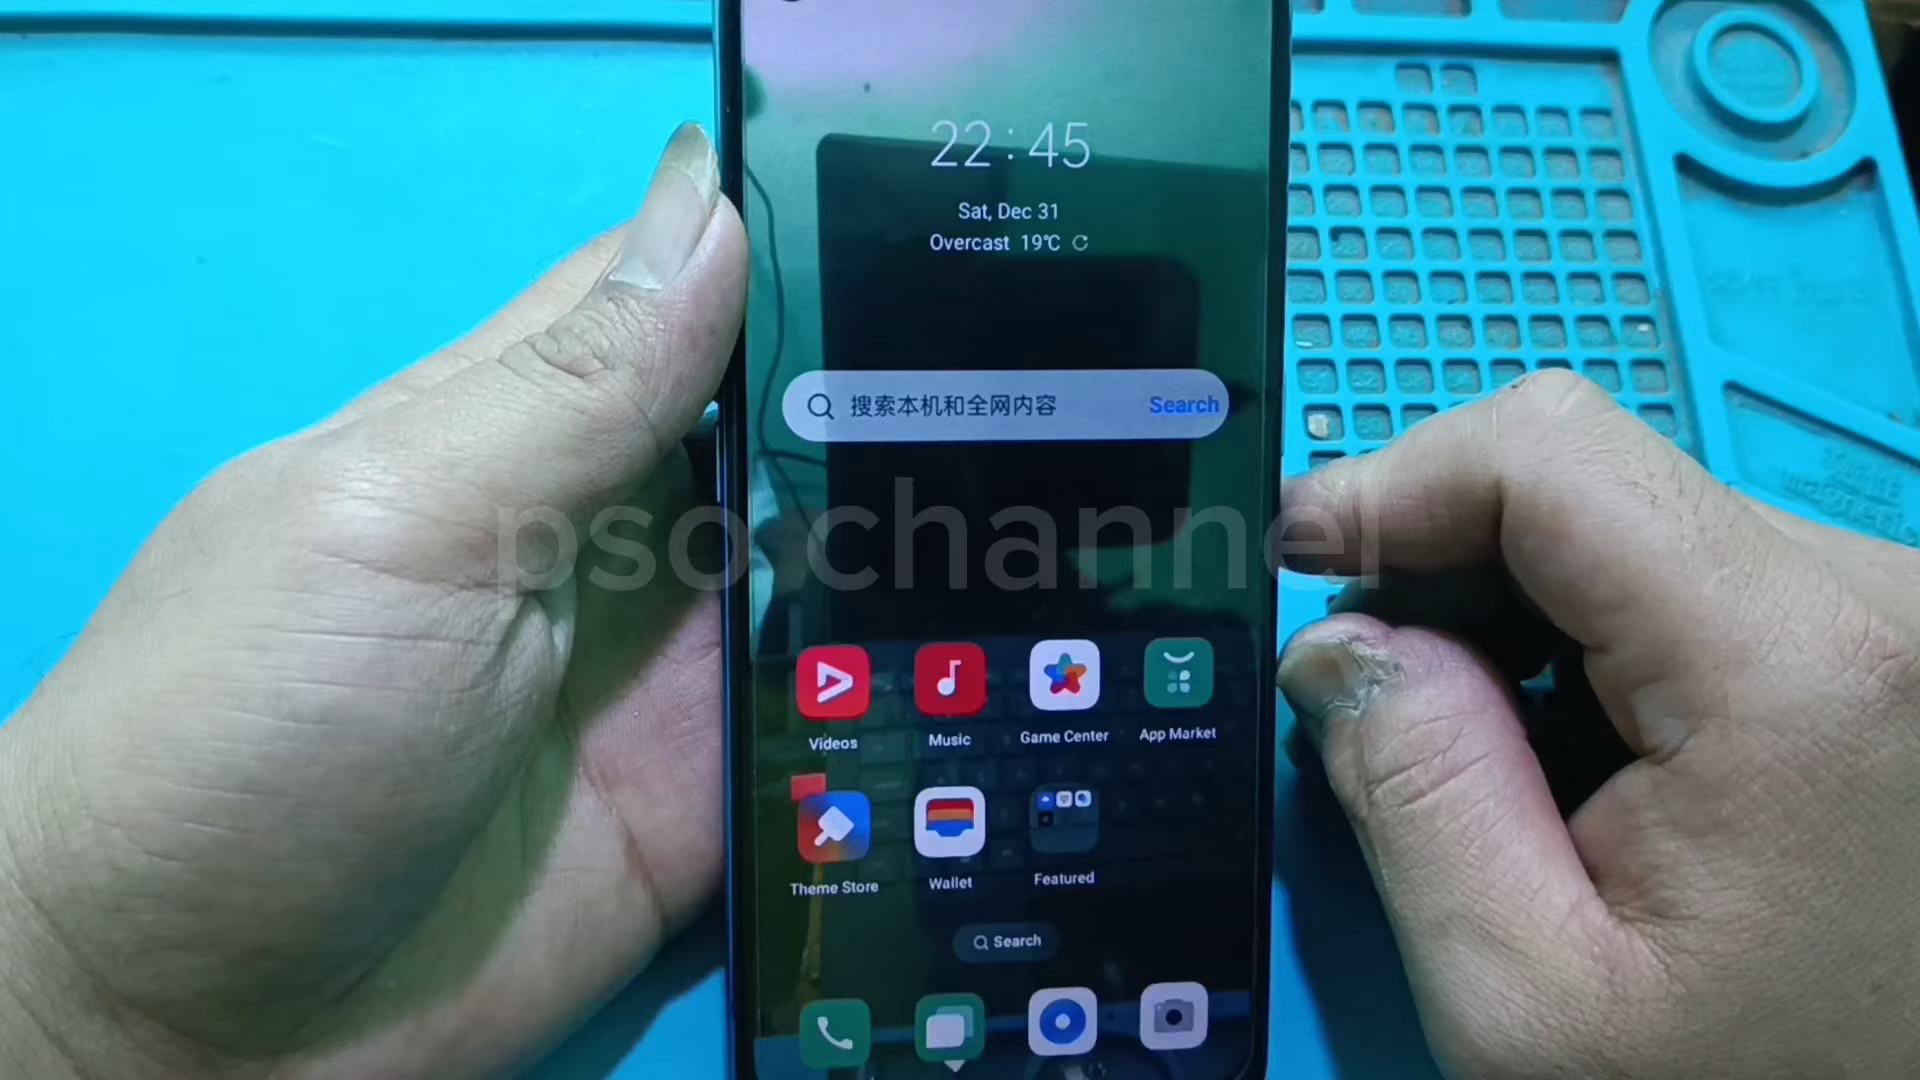 22:45
Sat, Dec 31
Overcast 19℃
搜索本机和全网内容 Search
pso channel
Videos Music Game Center App Market
Theme Store Wallet Featured
Search